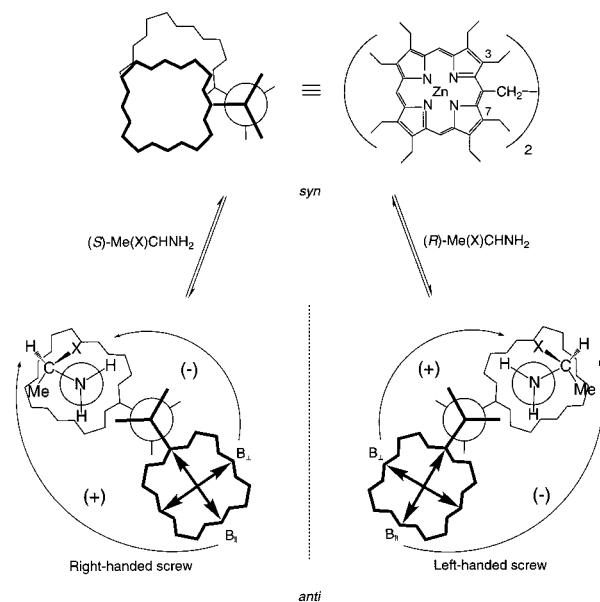 3
N
N
Zn
CH2
N
N
7
2
≡
syn
(S)-Me(X)CHNH2
(R)-Me(X)CHNH2
H
X
C
H
Me
N
H
(-)
(+)
B⊥
B∥
Right-handed screw
X
H
C
H
N
Me
H
(+)
(-)
B⊥
B∥
Left-handed screw
anti